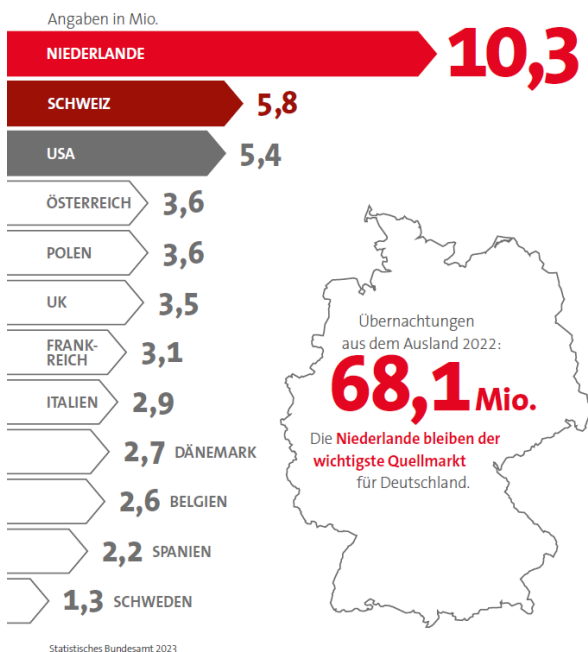 Angaben in Mio.
NIEDERLANDE 10,3
SCHWEIZ 5,8
USA 5,4
ÖSTERREICH 3,6
POLEN 3,6
UK 3,5
FRANK-
REICH 3,1
ITALIEN 2,9
2,7 DÄNEMARK
2,6 BELGIEN
2,2 SPANIEN
1,3 SCHWEDEN
Übernachtungen
aus dem Ausland 2022:
68,1 Mio.
Die Niederlande bleiben der
wichtigste Quellmarkt
für Deutschland.
Statistisches Bundesamt 2023